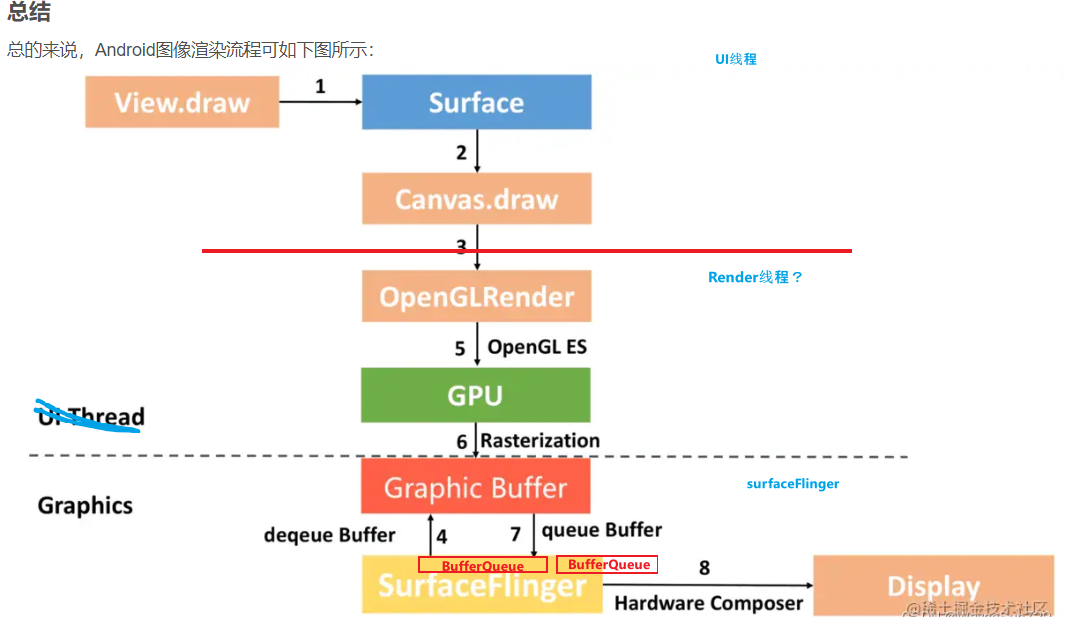 总结
总的来说，Android图像渲染流程可如下图所示：
UI线程
View.draw
1
Surface
2
Canvas.draw
3
Render线程？
OpenGLRender
5 OpenGL ES
GPU
UI Thread
6 Rasterization
Graphic Buffer
surfaceFlinger
Graphics
deqeue Buffer
4
7
queue Buffer
BufferQueue
BufferQueue
SurfaceFlinger
8
Hardware Composer
Display
@稀土掘金技术社区